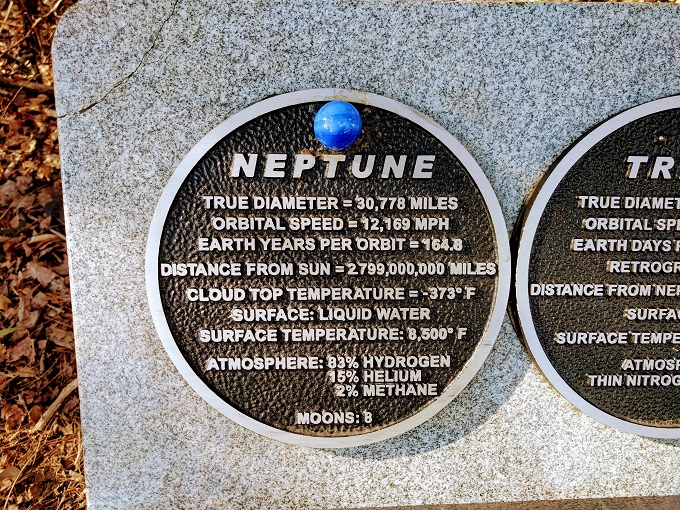 NEPTUNE
TRUE DIAMETER = 30,778 MILES
ORBITAL SPEED = 12,169 MPH
EARTH YEARS PER ORBIT = 164.8
DISTANCE FROM SUN = 2,799,000,000 MILES
CLOUD TOP TEMPERATURE = -373° F
SURFACE: LIQUID WATER
SURFACE TEMPERATURE: 8,500° F
ATMOSPHERE: 83% HYDROGEN
15% HELIUM
2% METHANE
MOONS: 8
TR
TRUE DIAMET
ORBITAL SPE
EARTH DAYS P
RETROGR
DISTANCE FROM NEP
SURFA
SURFACE TEMPE
ATMOSP
THIN NITROG